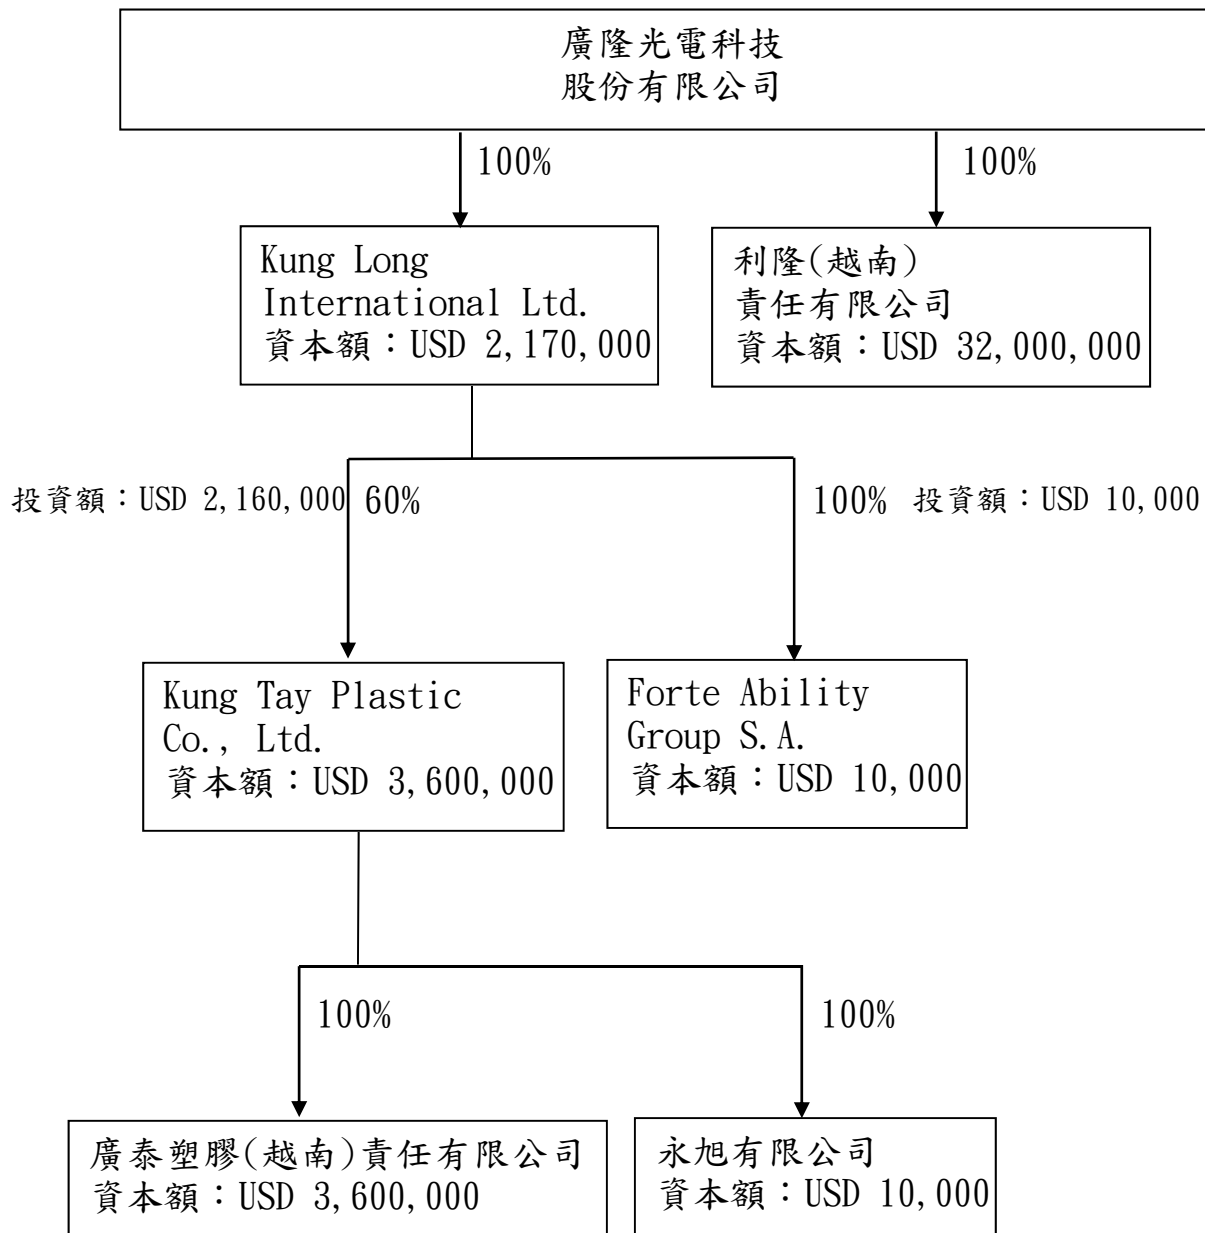 廣隆光電科技
股份有限公司
100%
100%
Kung Long
International Ltd.
資本額：USD 2,170,000
利隆(越南)
責任有限公司
資本額：USD 32,000,000
投資額：USD 2,160,000
60%
100%
投資額：USD 10,000
Kung Tay Plastic
Co., Ltd.
資本額：USD 3,600,000
Forte Ability
Group S.A.
資本額：USD 10,000
100%
100%
廣泰塑膠(越南)責任有限公司
資本額：USD 3,600,000
永旭有限公司
資本額：USD 10,000